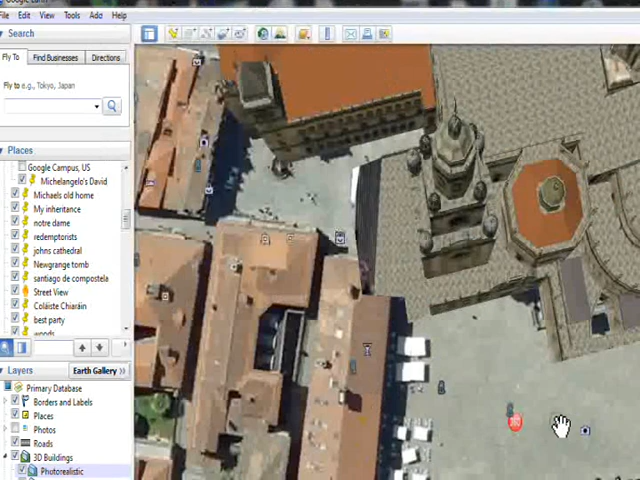 Google Earth
File Edit View Tools Add Help
Search
Fly To Find Businesses Directions
Fly to e.g., Tokyo, Japan
Places
Google Campus, US
Michelangelo's David
Michaels old home
My inheritance
notre dame
redemptorists
johns cathedral
Newgrange tomb
santiago de compostela
Street View
Coláiste Chiaráin
best party
woods
Layers
Earth Gallery >>
Primary Database
Borders and Labels
Places
Photos
Roads
3D Buildings
Photorealistic